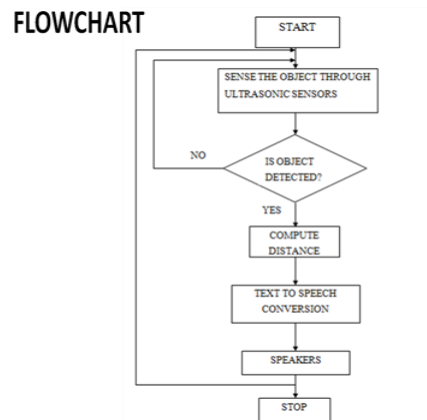 FLOWCHART
START
SENSE THE OBJECT THROUGH
ULTRASONIC SENSORS
NO
IS OBJECT
DETECTED?
YES
COMPUTE
DISTANCE
TEXT TO SPEECH
CONVERSION
SPEAKERS
STOP